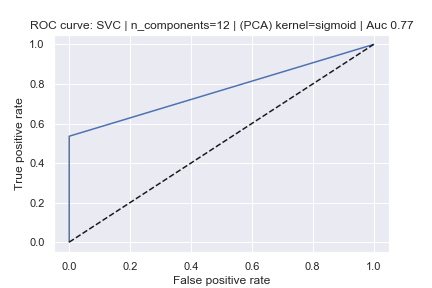 ROC curve: SVC | n_components=12 | (PCA) kernel=sigmoid | Auc 0.77
1.0
0.8
0.6
0.4
0.2
0.0
True positive rate
0.0 0.2 0.4 0.6 0.8 1.0
False positive rate